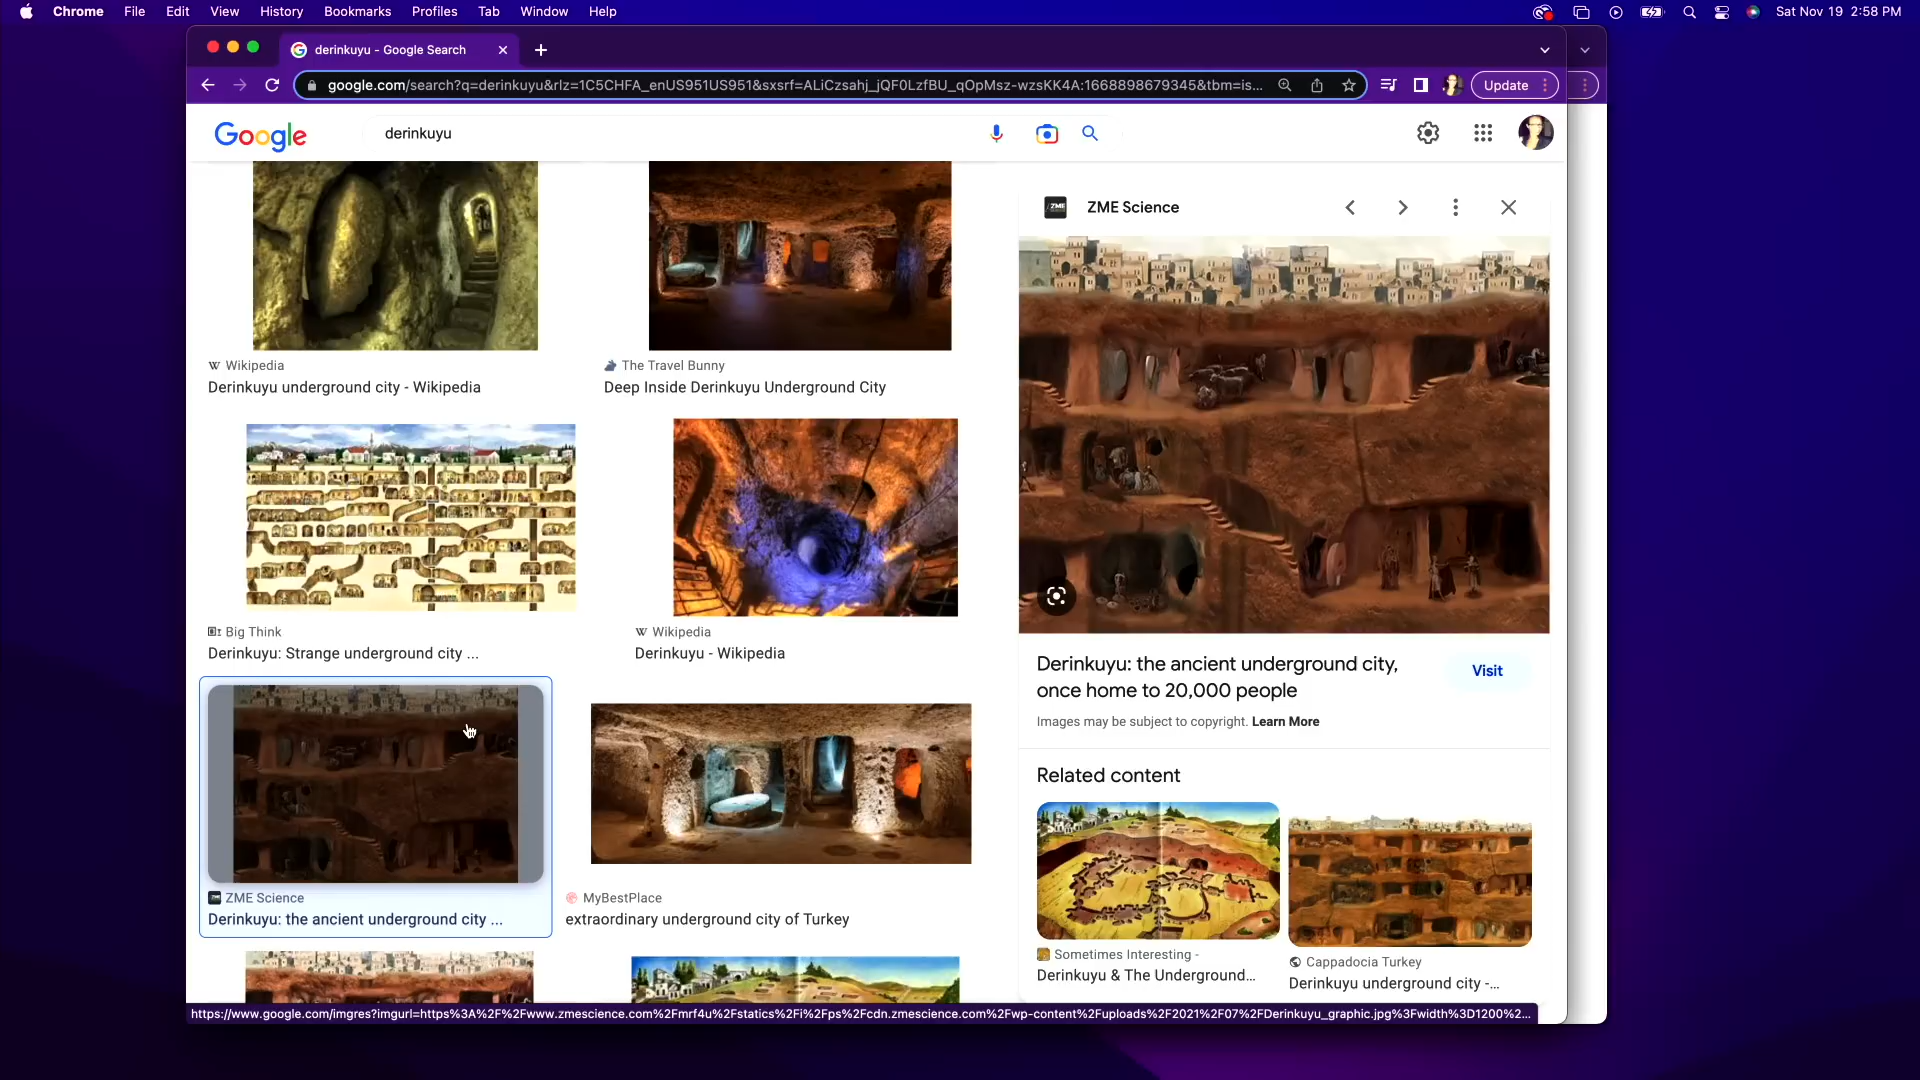 Chrome File Edit View History Bookmarks Profiles Tab Window Help
Sat Nov 19 2:58 PM
derinkuyu - Google Search
google.com/search?q=derinkuyu&rlz=1C5CHFA_enUS951US951&sxsrf=ALiCzsahj_jQF0LzfBU_qOpMsz-wzsKK4A:1668898679345&tbm=is...
Update
Google
derinkuyu
Wikipedia
Derinkuyu underground city - Wikipedia
The Travel Bunny
Deep Inside Derinkuyu Underground City
Big Think
Derinkuyu: Strange underground city ...
Wikipedia
Derinkuyu - Wikipedia
ZME Science
Derinkuyu: the ancient underground city ...
MyBestPlace
extraordinary underground city of Turkey
ZME
ZME Science
Derinkuyu: the ancient underground city,
once home to 20,000 people
Visit
Images may be subject to copyright. Learn More
Related content
Sometimes Interesting -
Derinkuyu & The Underground...
Cappadocia Turkey
Derinkuyu underground city -...
https://www.google.com/imgres?imgurl=https%3A%2F%2Fwww.zmescience.com%2Fmrf4u%2Fstatics%2Fi%2Fps%2Fcdn.zmescience.com%2Fwp-content%2Fuploads%2F2021%2F07%2FDerinkuyu_graphic.jpg%3Fwidth%3D1200%2...